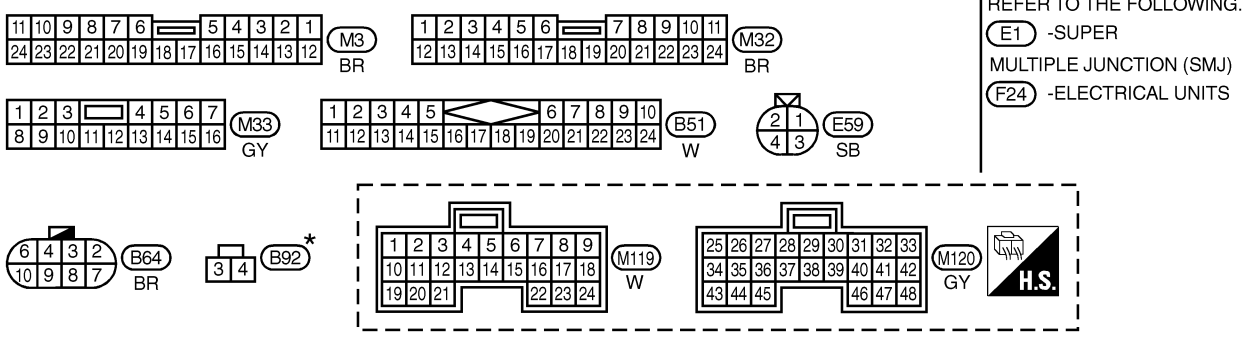 REFER TO THE FOLLOWING.
11 10 9 8 7 6 5 4 3 2 1
24 23 22 21 20 19 18 17 16 15 14 13 12
M3
BR
1 2 3 4 5 6 7 8 9 10 11
12 13 14 15 16 17 18 19 20 21 22 23 24
M32
BR
E1 -SUPER
MULTIPLE JUNCTION (SMJ)
F24 -ELECTRICAL UNITS
1 2 3 4 5 6 7
8 9 10 11 12 13 14 15 16
M33
GY
1 2 3 4 5 6 7 8 9 10
11 12 13 14 15 16 17 18 19 20 21 22 23 24
B51
W
2 1
4 3
E59
SB
6 4 3 2
10 9 8 7
B64
BR
3 4
B92 *
1 2 3 4 5 6 7 8 9
10 11 12 13 14 15 16 17 18
19 20 21 22 23 24
M119
W
25 26 27 28 29 30 31 32 33
34 35 36 37 38 39 40 41 42
43 44 45 46 47 48
M120
GY
H.S.